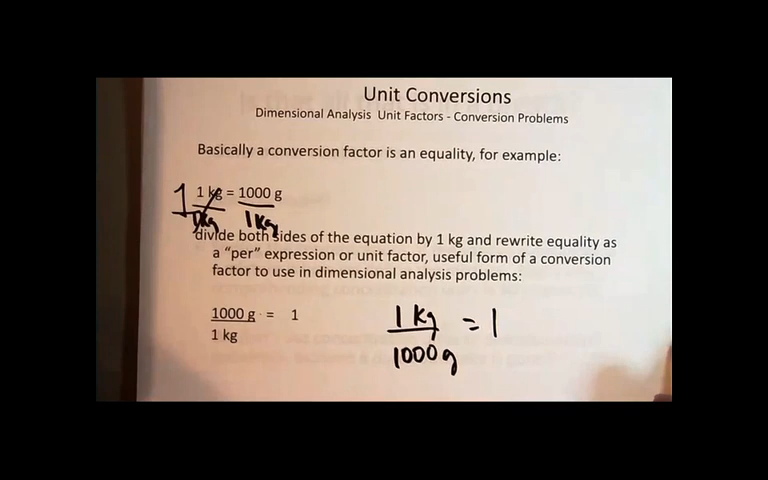 Unit Conversions
Dimensional Analysis Unit Factors - Conversion Problems
Basically a conversion factor is an equality, for example:
1 1 kg = 1000 g
1kg 1kg
divide both sides of the equation by 1 kg and rewrite equality as
a “per” expression or unit factor, useful form of a conversion
factor to use in dimensional analysis problems:
1000 g = 1
1 kg
1 kg = 1
1000 g